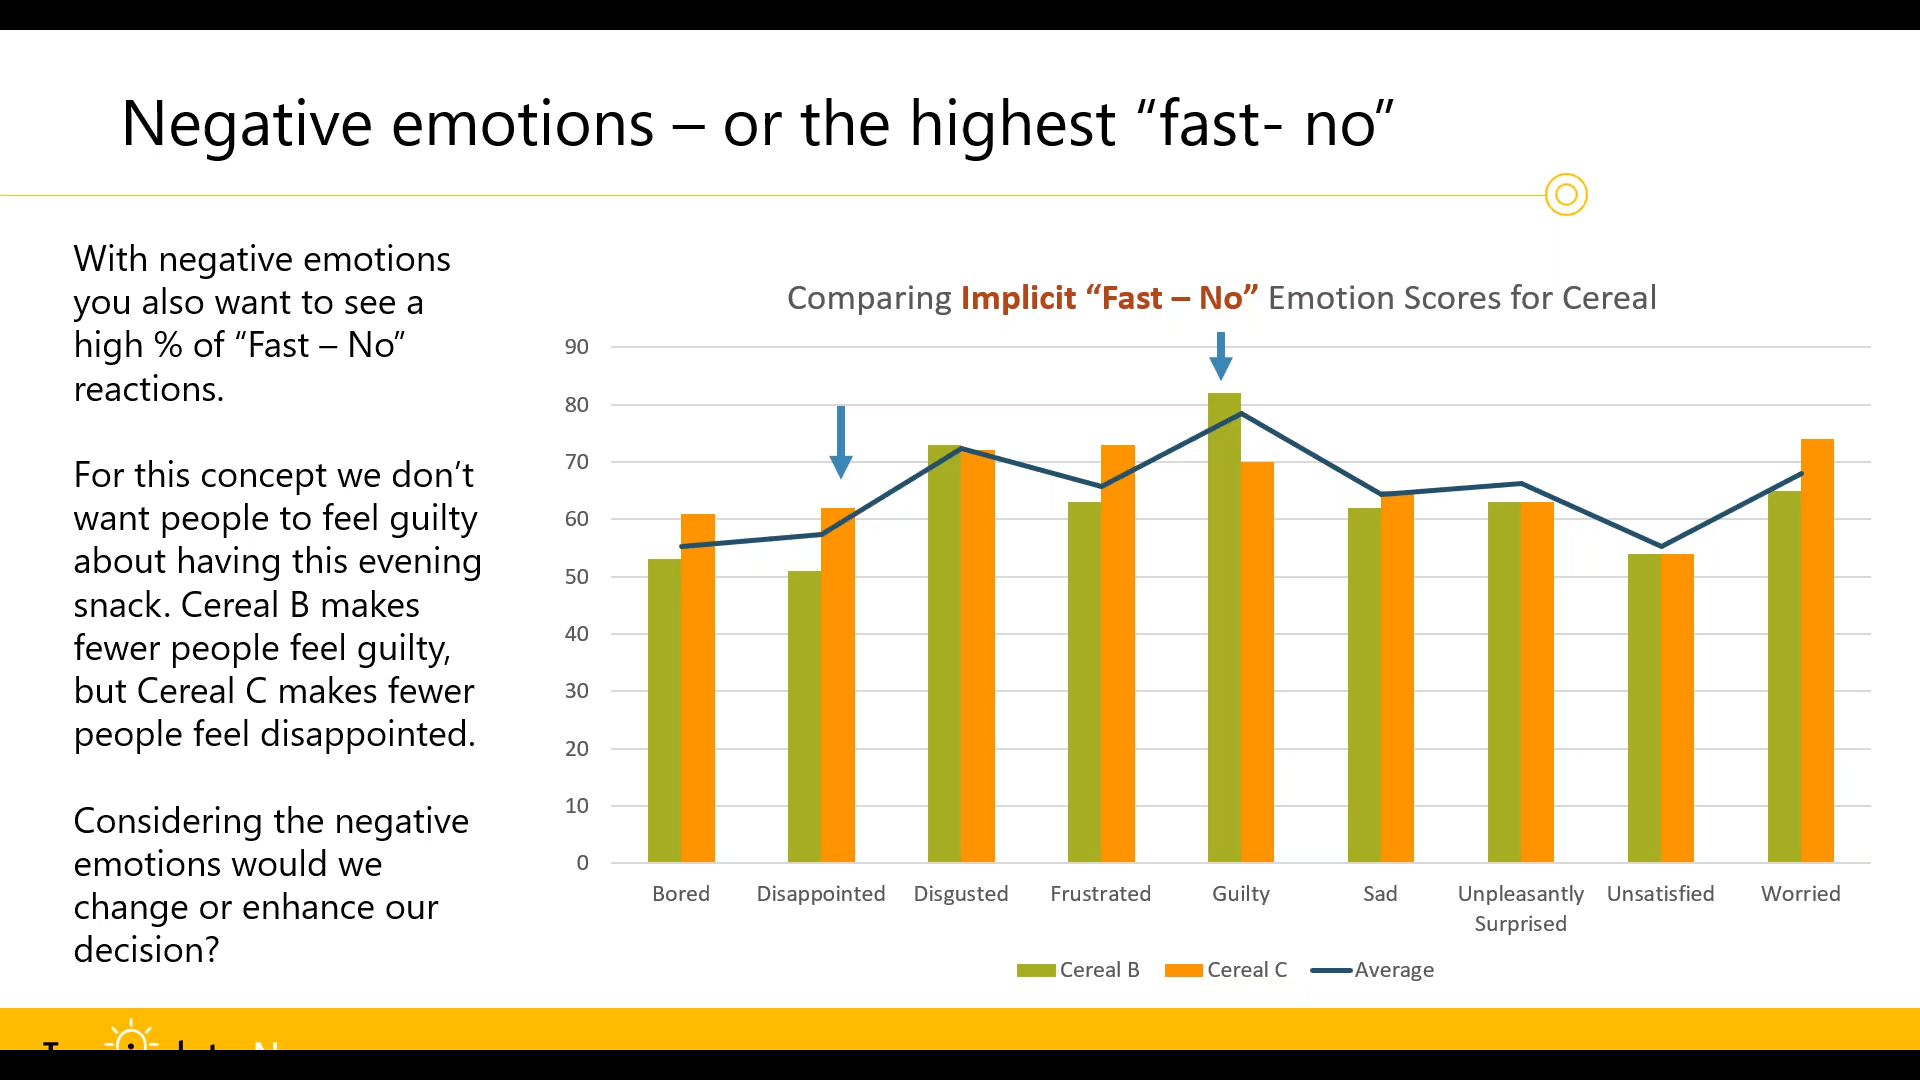 Negative emotions – or the highest “fast- no”
With negative emotions
you also want to see a
high % of “Fast – No”
reactions.
For this concept we don’t
want people to feel guilty
about having this evening
snack. Cereal B makes
fewer people feel guilty,
but Cereal C makes fewer
people feel disappointed.
Considering the negative
emotions would we
change or enhance our
decision?
Comparing Implicit “Fast – No” Emotion Scores for Cereal
90
80
70
60
50
40
30
20
10
0
Bored
Disappointed
Disgusted
Frustrated
Guilty
Sad
Unpleasantly
Surprised
Unsatisfied
Worried
Cereal B
Cereal C
Average